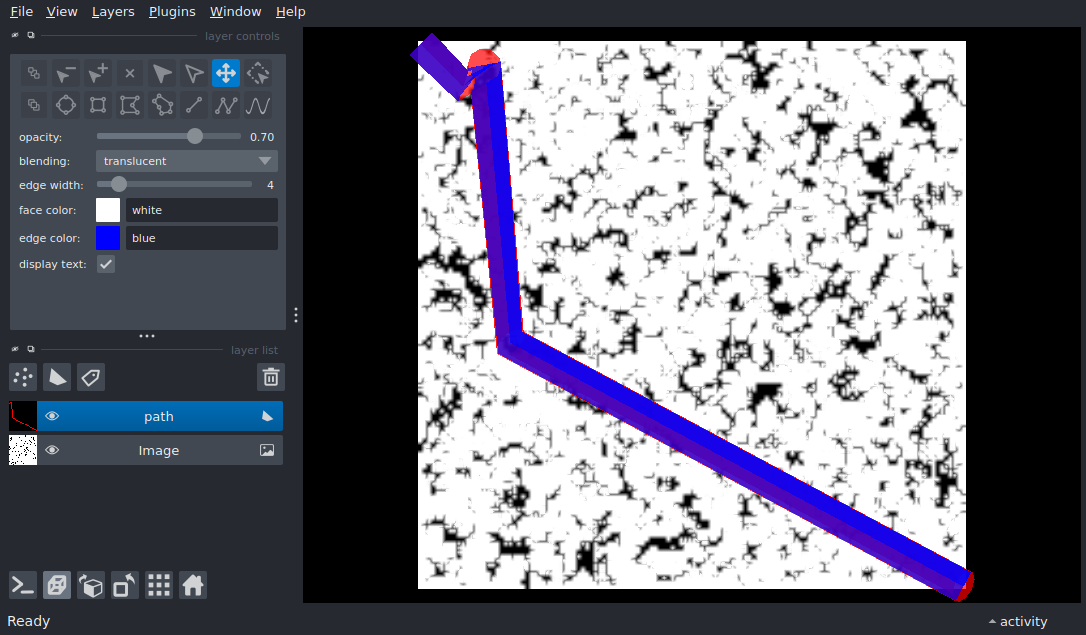 File View Layers Plugins Window Help
layer controls
opacity: 0.70
blending: translucent
edge width: 4
face color: white
edge color: blue
display text:
layer list
path
Image
Ready activity